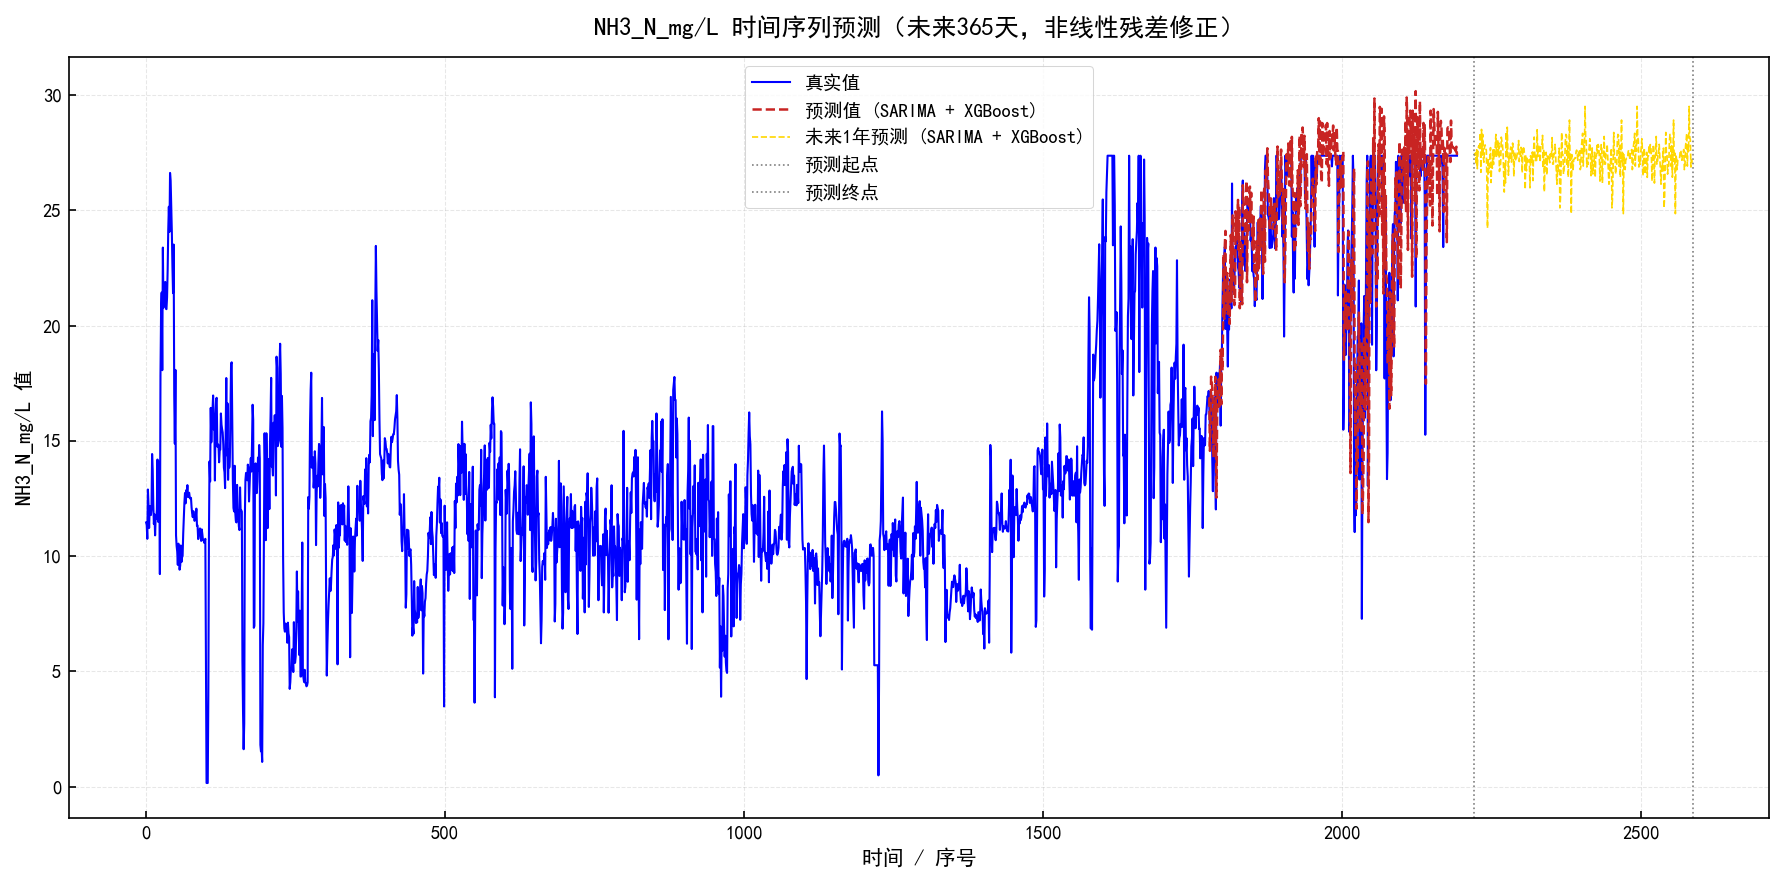 NH3_N_mg/L 时间序列预测（未来365天，非线性残差修正）
真实值
预测值 (SARIMA + XGBoost)
未来1年预测 (SARIMA + XGBoost)
预测起点
预测终点
NH3_N_mg/L 值
30
25
20
15
10
5
0
0 500 1000 1500 2000 2500
时间 / 序号